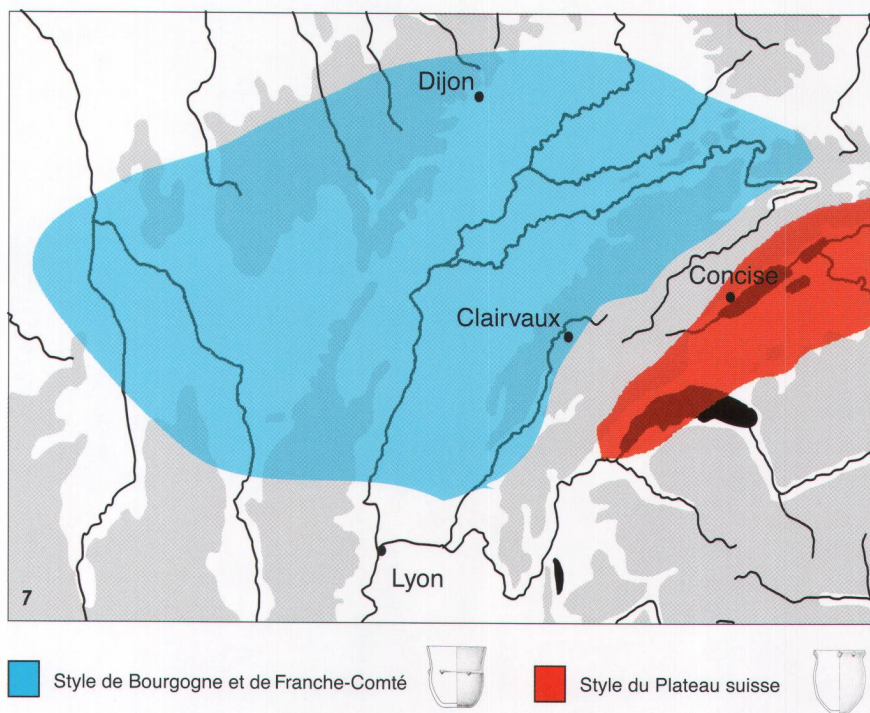 Dijon
Concise
Clairvaux
Lyon
7
Style de Bourgogne et de Franche-Comté
Style du Plateau suisse